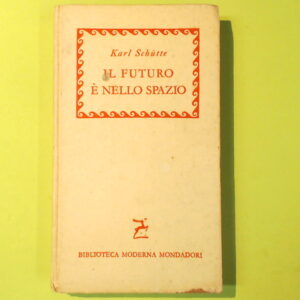 Karl Schütte
IL FUTURO
È NELLO SPAZIO
BIBLIOTECA MODERNA MONDADORI